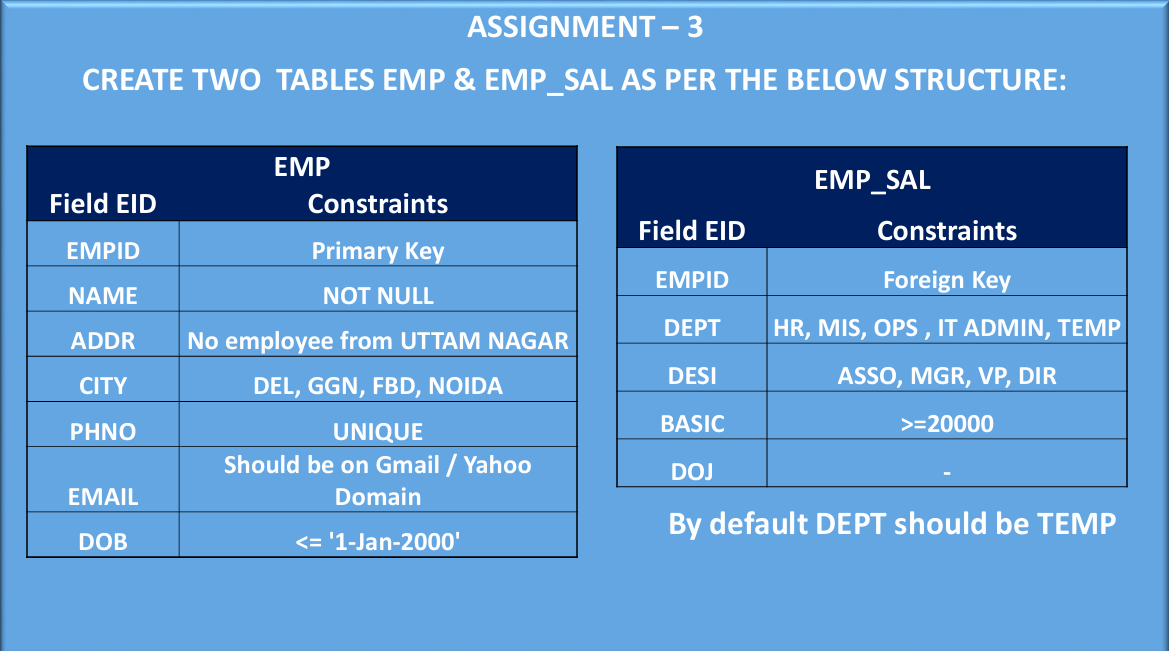 ASSIGNMENT – 3
CREATE TWO TABLES EMP & EMP_SAL AS PER THE BELOW STRUCTURE:
EMP
Field EID Constraints
EMPID Primary Key
NAME NOT NULL
ADDR No employee from UTTAM NAGAR
CITY DEL, GGN, FBD, NOIDA
PHNO UNIQUE
Should be on Gmail / Yahoo
EMAIL Domain
DOB <= '1-Jan-2000'
EMP_SAL
Field EID Constraints
EMPID Foreign Key
DEPT HR, MIS, OPS , IT ADMIN, TEMP
DESI ASSO, MGR, VP, DIR
BASIC >=20000
DOJ -
By default DEPT should be TEMP